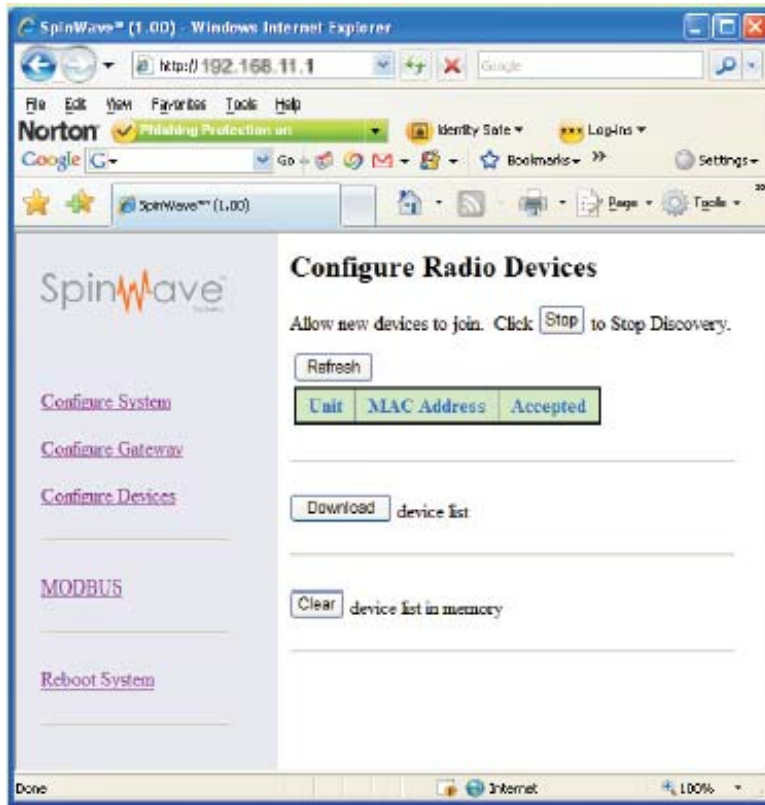 SpinWave™ (1.00) - Windows Internet Explorer
http://192.168.11.1
Google
File Edit View Favorites Tools Help
Norton Phishing Protection on Identity Safe Log-ins
Google G Go Bookmarks Settings
SpinWave™ (1.00) Page Tools
SpinWave™
Configure System
Configure Gateway
Configure Devices
MODBUS
Reboot System
Configure Radio Devices
Allow new devices to join. Click Stop to Stop Discovery.
Refresh
Unit MAC Address Accepted
Download device list
Clear device list in memory
Done Internet 100%